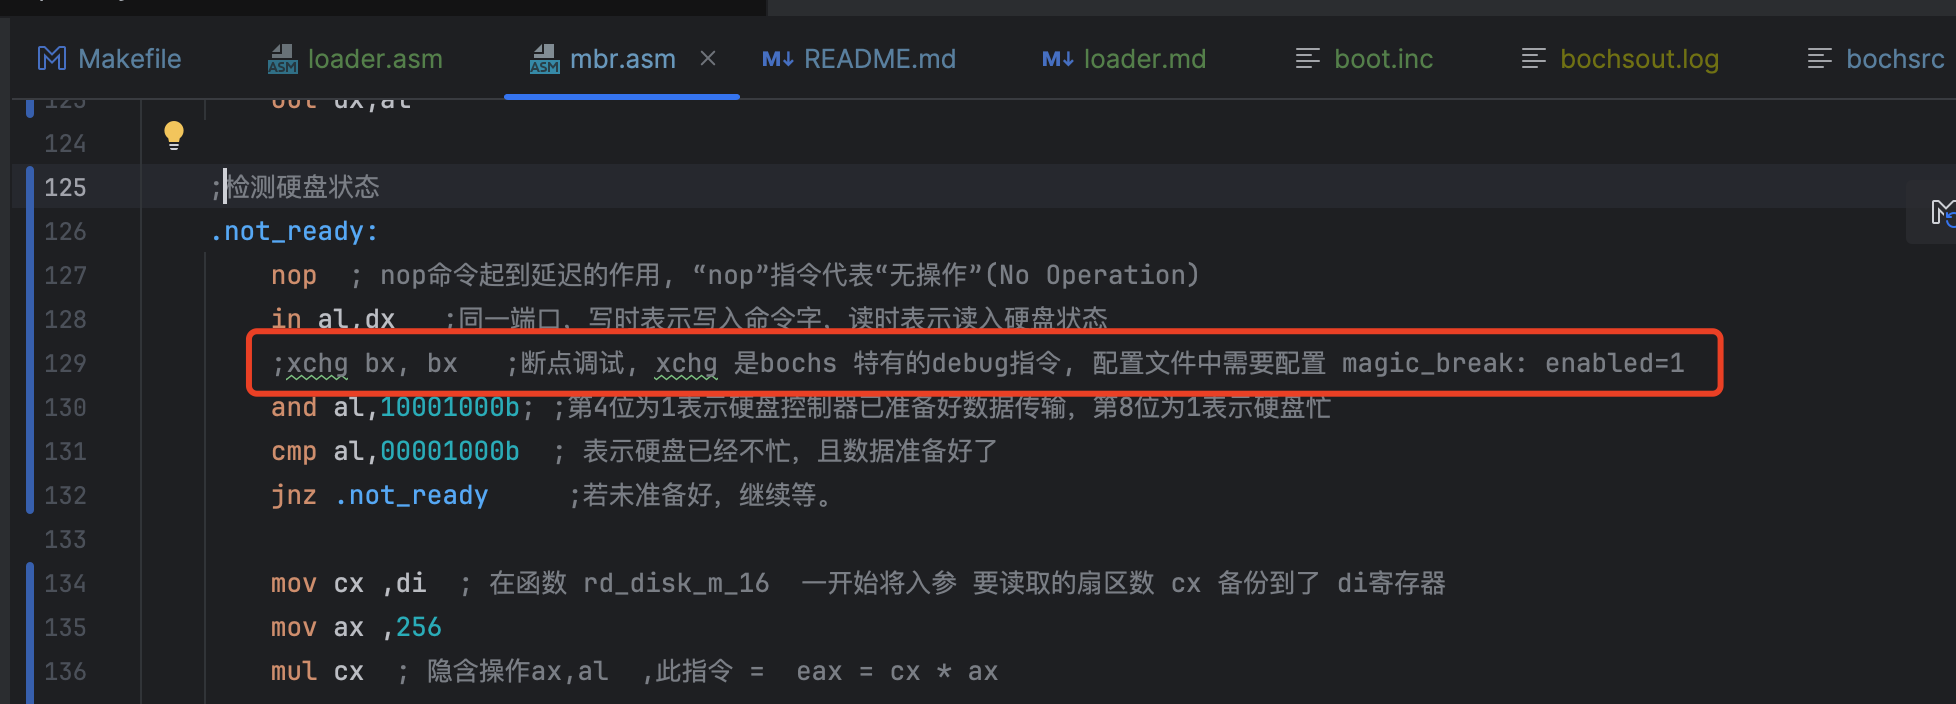 Makefile loader.asm mbr.asm README.md loader.md boot.inc bochsout.log bochsrc
123 out dx,al
124
125 ;检测硬盘状态
126 .not_ready:
127 nop ; nop命令起到延迟的作用, “nop”指令代表“无操作”(No Operation)
128 in al,dx ;同一端口, 写时表示写入命令字, 读时表示读入硬盘状态
129 ;xchg bx, bx ;断点调试, xchg 是bochs 特有的debug指令, 配置文件中需要配置 magic_break: enabled=1
130 and al,10001000b; ;第4位为1表示硬盘控制器已准备好数据传输, 第8位为1表示硬盘忙
131 cmp al,00001000b ; 表示硬盘已经不忙, 且数据准备好了
132 jnz .not_ready ;若未准备好, 继续等。
133
134 mov cx ,di ; 在函数 rd_disk_m_16 一开始将入参 要读取的扇区数 cx 备份到了 di寄存器
135 mov ax ,256
136 mul cx ; 隐含操作ax,al ,此指令 = eax = cx * ax